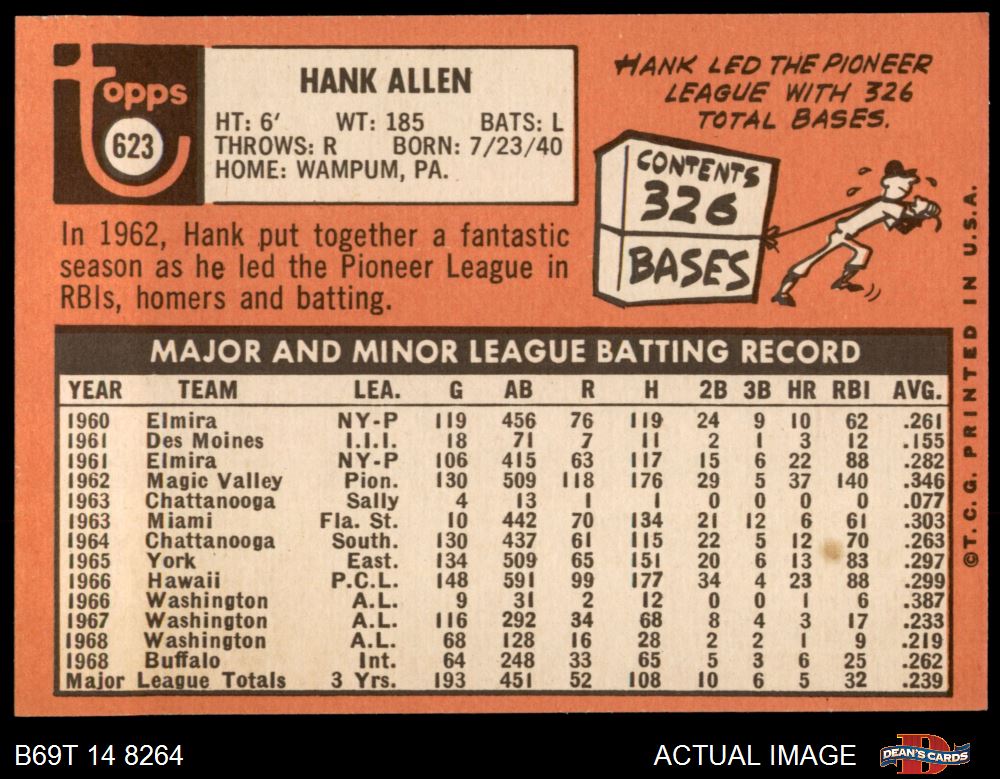 topps
623
HANK ALLEN
HT: 6' WT: 185 BATS: L
THROWS: R BORN: 7/23/40
HOME: WAMPUM, PA.
In 1962, Hank put together a fantastic
season as he led the Pioneer League in
RBIs, homers and batting.
HANK LED THE PIONEER
LEAGUE WITH 326
TOTAL BASES.
CONTENTS
326
BASES
MAJOR AND MINOR LEAGUE BATTING RECORD
YEAR TEAM LEA. G AB R H 2B 3B HR RBI AVG.
1960 Elmira NY-P 119 456 76 119 24 9 10 62 .261
1961 Des Moines I.I.I. 18 71 7 11 2 1 3 12 .155
1961 Elmira NY-P 106 415 63 117 15 6 22 88 .282
1962 Magic Valley Pion. 130 509 118 176 29 5 37 140 .346
1963 Chattanooga Sally 4 13 1 1 0 0 0 0 .077
1963 Miami Fla. St. 10 442 70 134 21 12 6 61 .303
1964 Chattanooga South. 130 437 61 115 22 5 12 70 .263
1965 York East. 134 509 65 151 20 6 13 83 .297
1966 Hawaii P.C.L. 148 591 99 177 34 4 23 88 .299
1966 Washington A.L. 9 31 2 12 0 0 1 6 .387
1967 Washington A.L. 116 292 34 68 8 4 3 17 .233
1968 Washington A.L. 68 128 16 28 2 2 1 9 .219
1968 Buffalo Int. 64 248 33 65 5 3 6 25 .262
Major League Totals 3 Yrs. 193 451 52 108 10 6 5 32 .239
©T. C. G. PRINTED IN U.S.A.
B69T 14 8264
ACTUAL IMAGE
DEAN'S CARDS